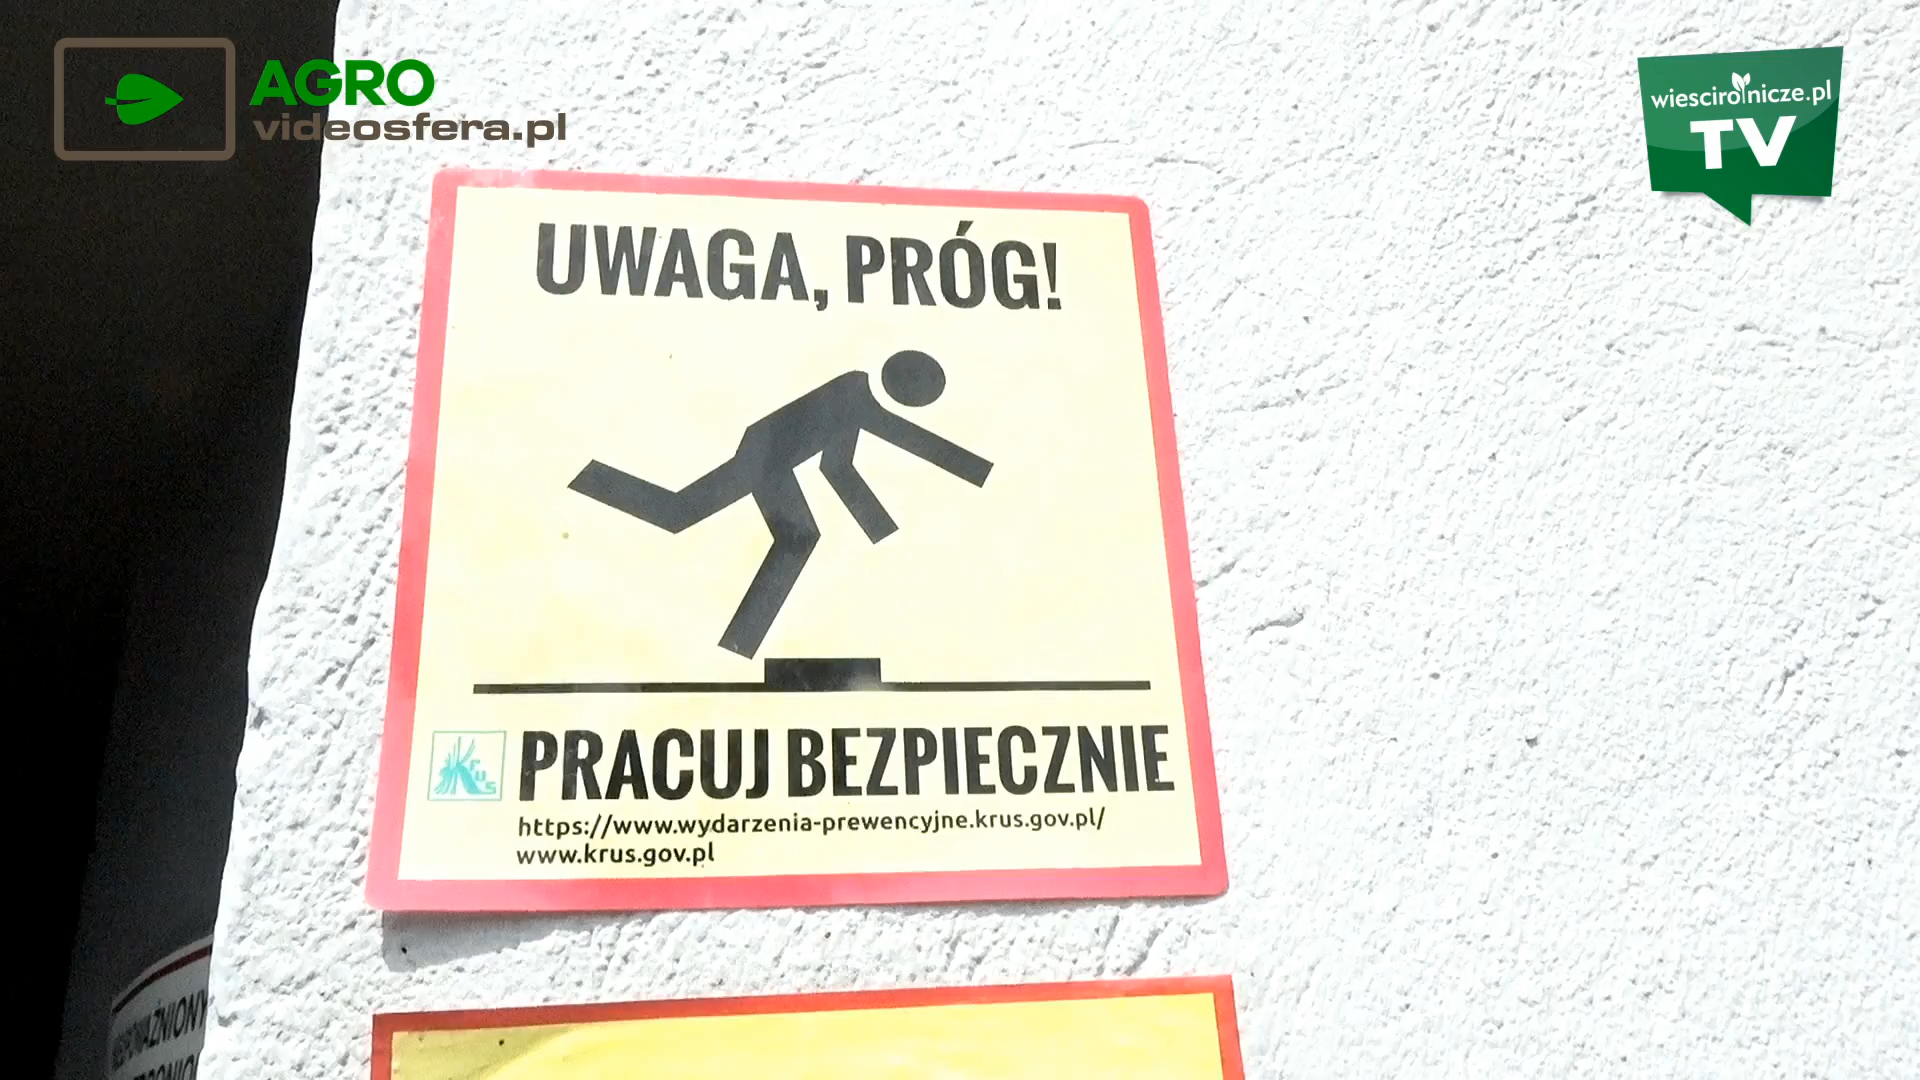 AGRO
videosfera.pl
wiescirolnicze.pl
TV
UWAGA, PRÓG!
KRUS
PRACUJ BEZPIECZNIE
https://www.wydarzenia-prewencyjne.krus.gov.pl/
www.krus.gov.pl